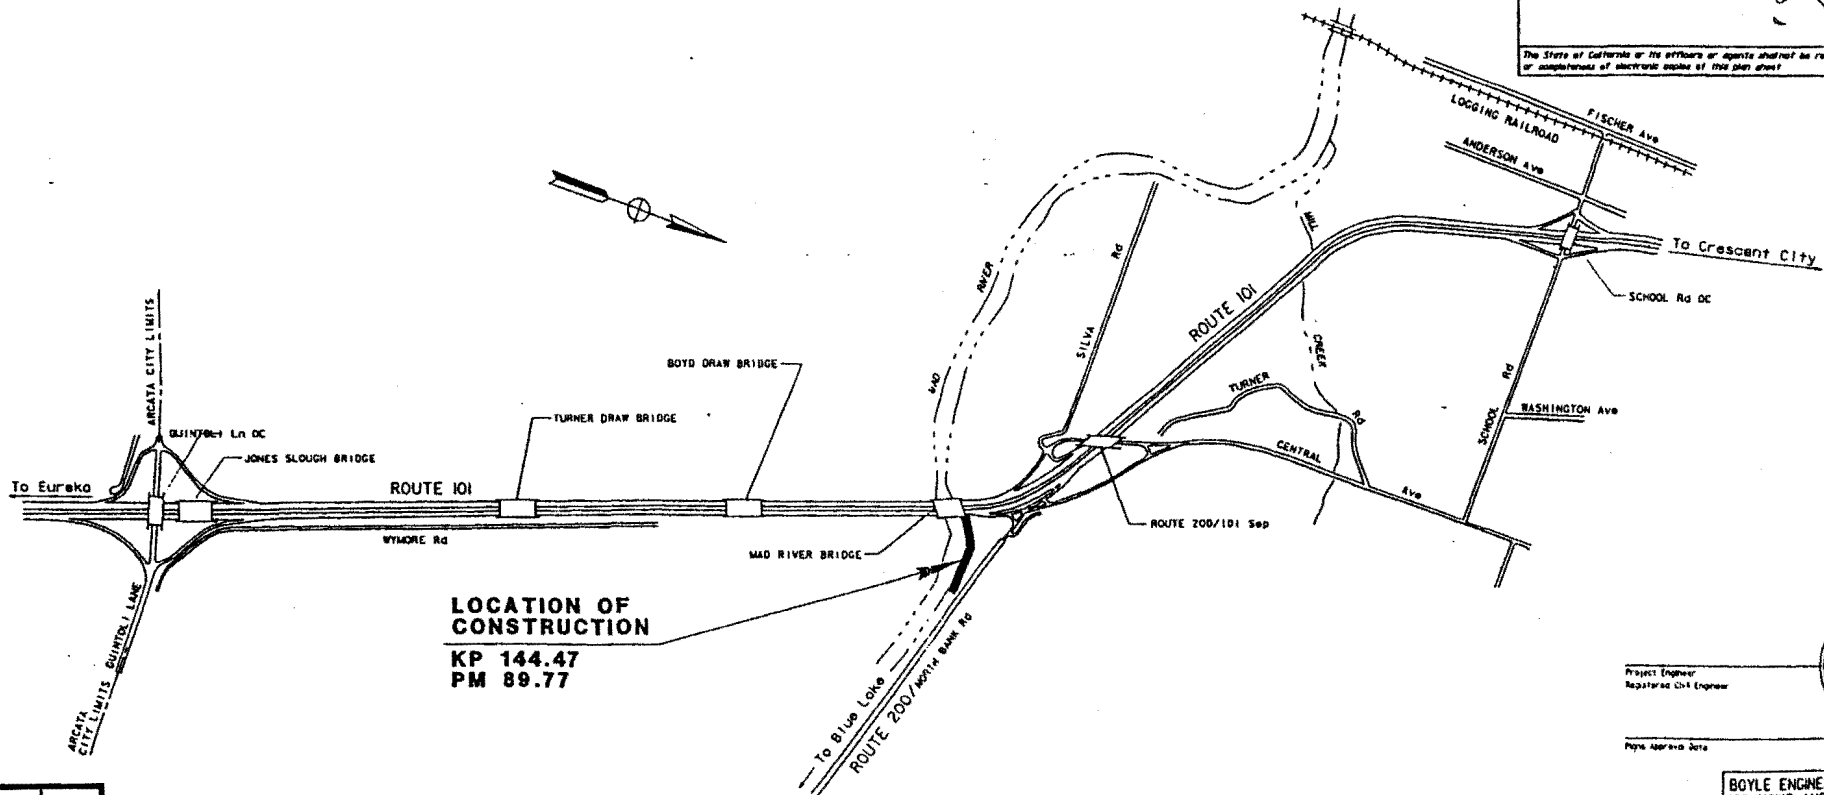 The State of California or its officers or agents shall not be re
or completeness of electronic copies of this plan sheet
FISCHER Ave
LOGGING RAILROAD
ANDERSON Ave
To Crescent City
SCHOOL Rd OC
RIVER
MAD
SILVA Rd
ROUTE 101
CREEK
TURNER Rd
CENTRAL Ave
SCHOOL Rd
WASHINGTON Ave
ARCATA CITY LIMITS
BOYD DRAW BRIDGE
TURNER DRAW BRIDGE
GUINTOLI Ln OC
JONES SLOUGH BRIDGE
To Eureka
ROUTE 101
WYMORE Rd
MAD RIVER BRIDGE
ROUTE 200/101 Sep
LOCATION OF
CONSTRUCTION
KP 144.47
PM 89.77
ARCATA
CITY LIMITS
GUINTOLI LANE
To Blue Lake
ROUTE 200/NORTH BANK Rd
Project Engineer
Registered Civil Engineer
Plans Approval Date
BOYLE ENGINE